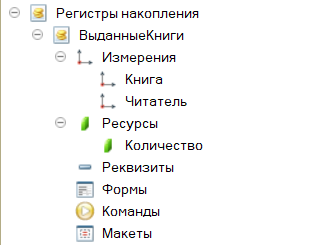 Регистры накопления
ВыданныеКниги
Измерения
Книга
Читатель
Ресурсы
Количество
Реквизиты
Формы
Команды
Макеты